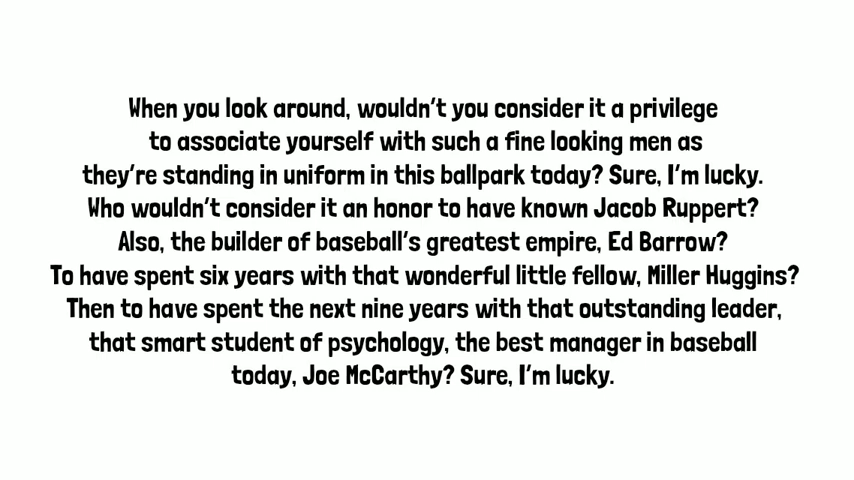 When you look around, wouldn't you consider it a privilege
to associate yourself with such a fine looking men as
they're standing in uniform in this ballpark today? Sure, I'm lucky.
Who wouldn't consider it an honor to have known Jacob Ruppert?
Also, the builder of baseball's greatest empire, Ed Barrow?
To have spent six years with that wonderful little fellow, Miller Huggins?
Then to have spent the next nine years with that outstanding leader,
that smart student of psychology, the best manager in baseball
today, Joe McCarthy? Sure, I'm lucky.